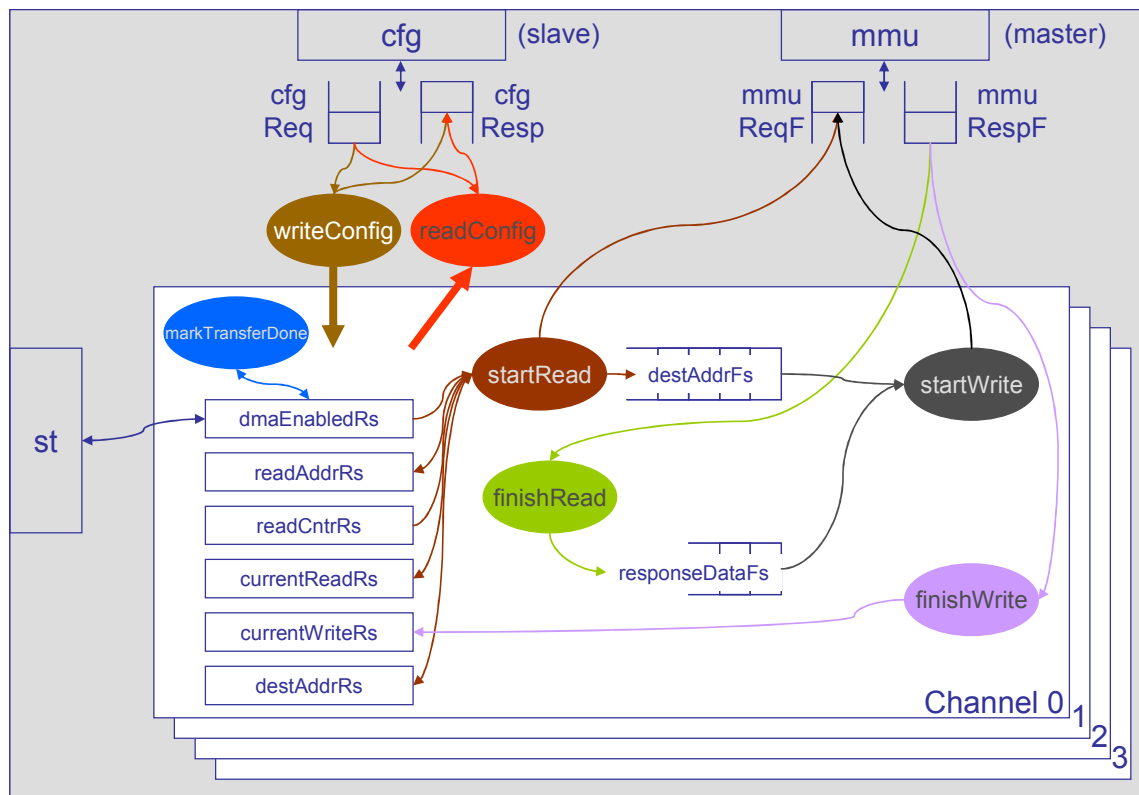 cfg
(slave)
mmu
(master)
cfg
Req
cfg
Resp
mmu
ReqF
mmu
RespF
writeConfig
readConfig
markTransferDone
startRead
destAddrFs
startWrite
dmaEnabledRs
st
readAddrRs
finishRead
readCntrRs
currentReadRs
responseDataFs
finishWrite
currentWriteRs
destAddrRs
Channel 0
1
2
3